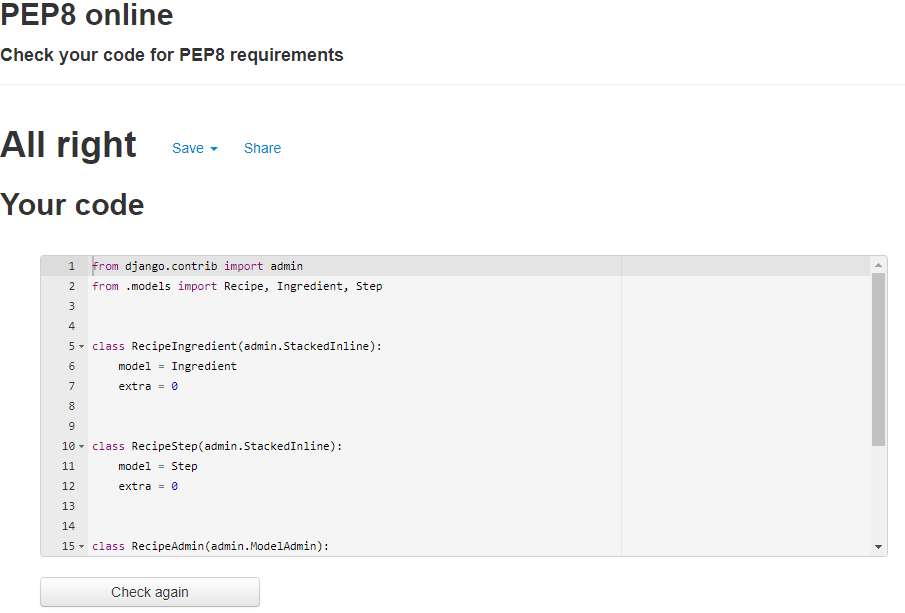 PEP8 online
Check your code for PEP8 requirements
All right Save Share
Your code
1 from django.contrib import admin
2 from .models import Recipe, Ingredient, Step
3
4
5 class RecipeIngredient(admin.StackedInline):
6     model = Ingredient
7     extra = 0
8
9
10 class RecipeStep(admin.StackedInline):
11     model = Step
12     extra = 0
13
14
15 class RecipeAdmin(admin.ModelAdmin):
Check again